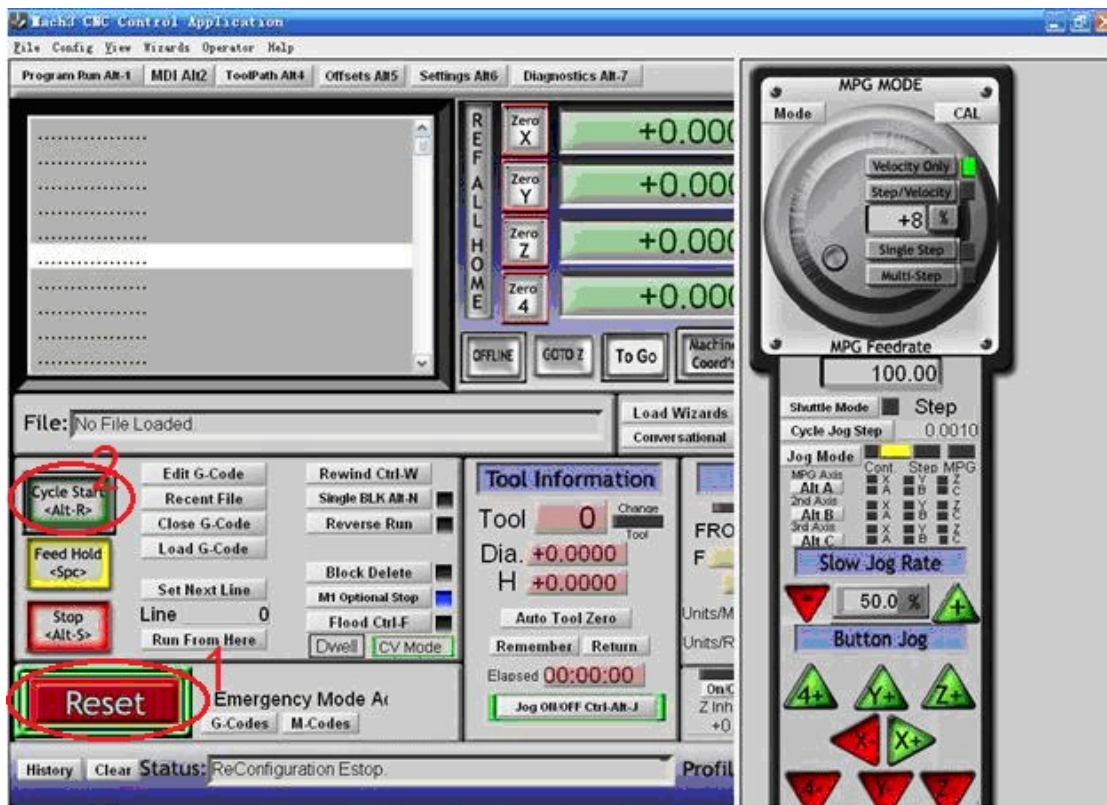 Mach3 CNC Control Application
File Config View Wizards Operator Help
Program Run Alt-1 MDI Alt2 ToolPath Alt4 Offsets Alt5 Settings Alt6 Diagnostics Alt-7
REF ALL HOME
Zero X +0.000
Zero Y +0.000
Zero Z +0.000
Zero 4 +0.000
OFFLINE GOTO Z To Go Machine Coord's
File: No File Loaded.
Load Wizards
Conversational
2
Cycle Start
<Alt-R>
Feed Hold
<Spc>
Stop
<Alt-S>
Edit G-Code
Recent File
Close G-Code
Load G-Code
Set Next Line
Line 0
Run From Here
Rewind Ctrl-W
Single BLK Alt-N
Reverse Run
Block Delete
M1 Optional Stop
Flood Ctrl-F
Dwell CV Mode
1
Reset
Emergency Mode Ac
G-Codes M-Codes
Tool Information
Tool 0 Change Tool
Dia. +0.0000
H +0.0000
Auto Tool Zero
Remember Return
Elapsed 00:00:00
Jog ON/OFF Ctrl-Alt-J
FRO
F
Units/M
Units/R
On/O
Z Inh
+0
History Clear Status: ReConfiguration Estop. Profil
MPG MODE
Mode CAL
Velocity Only
Step/Velocity
+8 %
Single Step
Multi-Step
MPG Feedrate
100.00
Shuttle Mode Step
Cycle Jog Step 0.0010
Jog Mode Cont. Step MPG
MPG Axis X Y Z
Alt A A B C
2nd Axis X Y Z
Alt B A B C
3rd Axis X Y Z
Alt C A B C
Slow Jog Rate
- 50.0 % +
Button Jog
4+ Y+ Z+
X- X+
4- Y- Z-